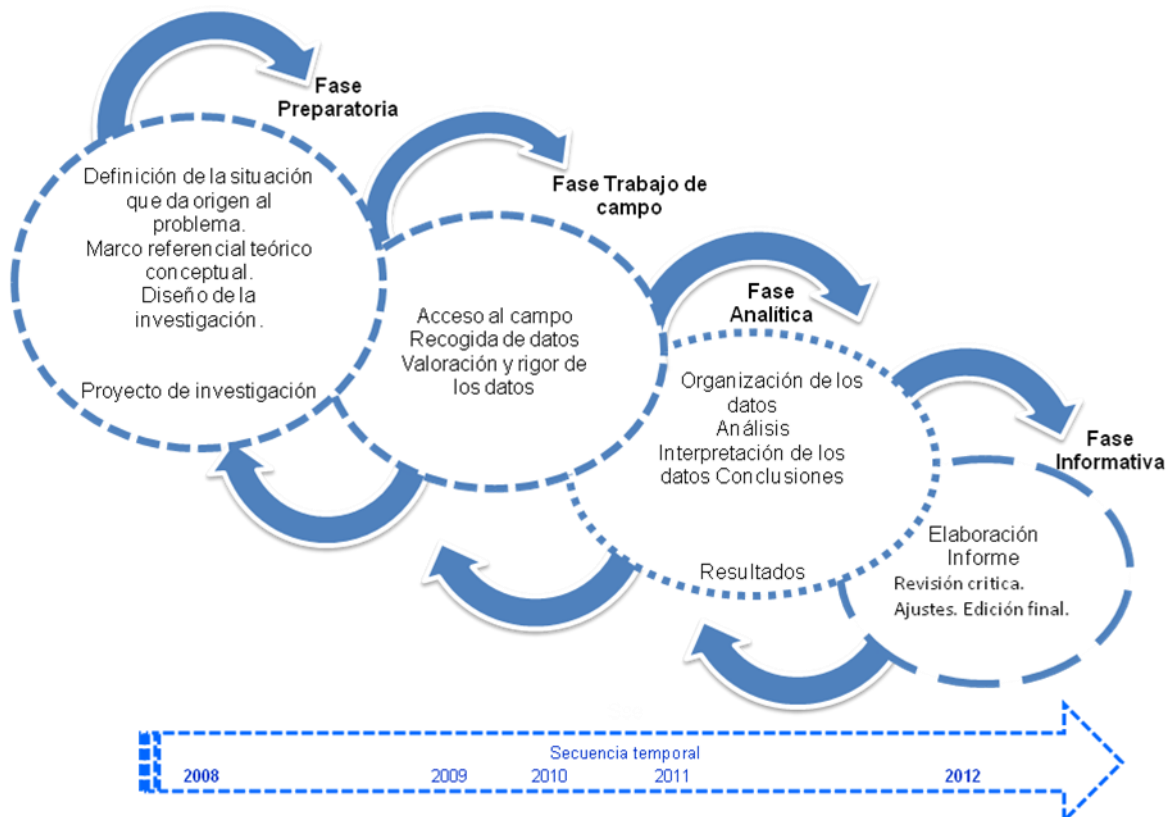 Fase
Preparatoria
Definición de la situación
que da origen al
problema.
Marco referencial teórico
conceptual.
Diseño de la
investigación.
Proyecto de investigación
Fase Trabajo de
campo
Acceso al campo
Recogida de datos
Valoración y rigor de
los datos
Fase
Analítica
Organización de los
datos
Análisis
Interpretación de los
datos Conclusiones
Resultados
Fase
Informativa
Elaboración
Informe
Revisión critica.
Ajustes. Edición final.
Secuencia temporal
2008 2009 2010 2011 2012